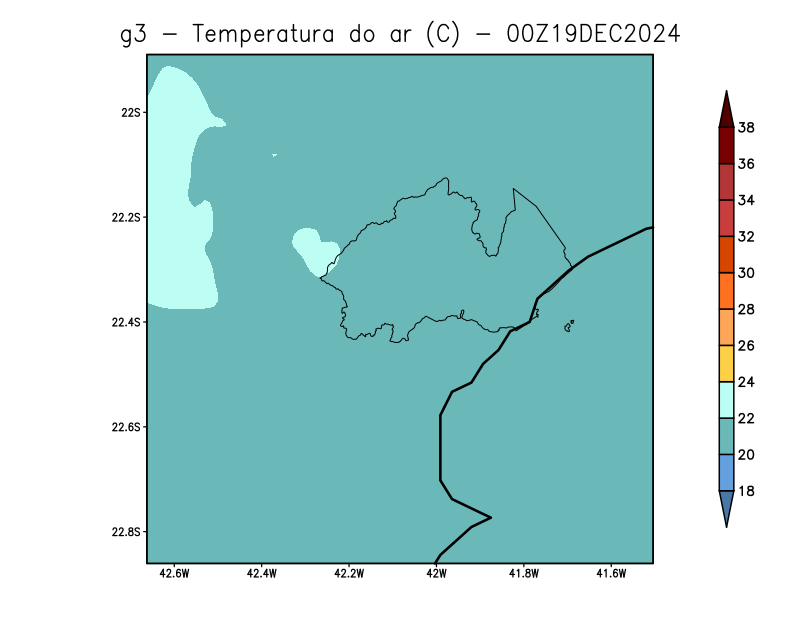 g3 - Temperatura do ar (C) - 00Z19DEC2024
22S
22.2S
22.4S
22.6S
22.8S
42.6W
42.4W
42.2W
42W
41.8W
41.6W
38
36
34
32
30
28
26
24
22
20
18